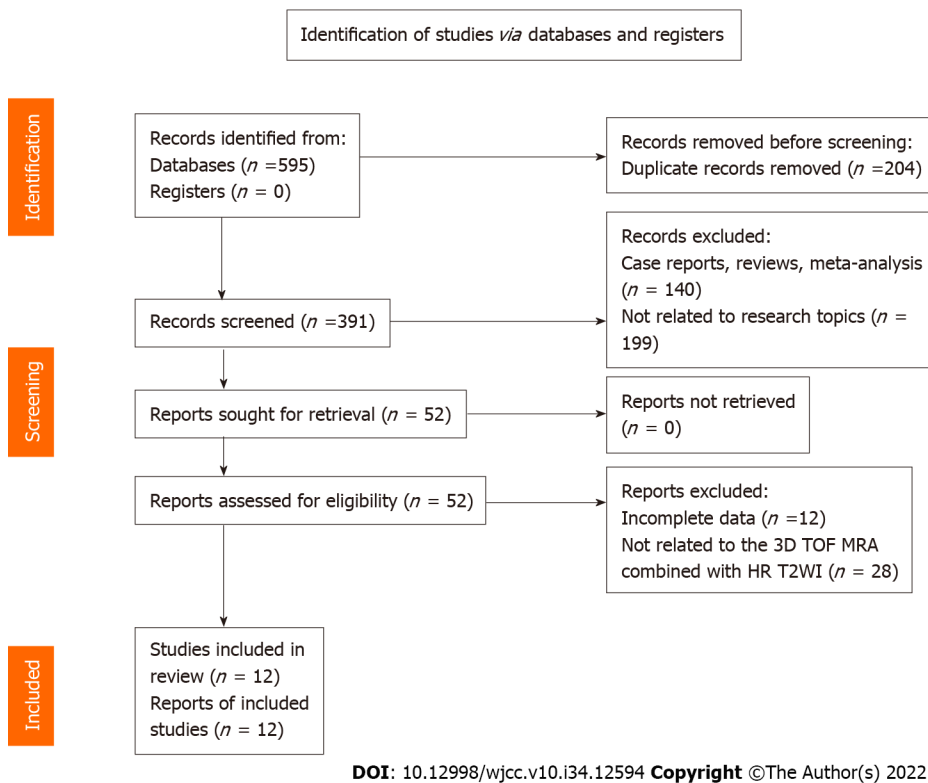 Identification of studies via databases and registers
Identification
Records identified from:
Databases (n =595)
Registers (n = 0)
Records removed before screening:
Duplicate records removed (n =204)
Records excluded:
Case reports, reviews, meta-analysis
(n = 140)
Not related to research topics (n =
199)
Records screened (n =391)
Screening
Reports sought for retrieval (n = 52)
Reports not retrieved
(n = 0)
Reports assessed for eligibility (n = 52)
Reports excluded:
Incomplete data (n =12)
Not related to the 3D TOF MRA
combined with HR T2WI (n = 28)
Included
Studies included in
review (n = 12)
Reports of included
studies (n = 12)
DOI: 10.12998/wjcc.v10.i34.12594 Copyright ©The Author(s) 2022